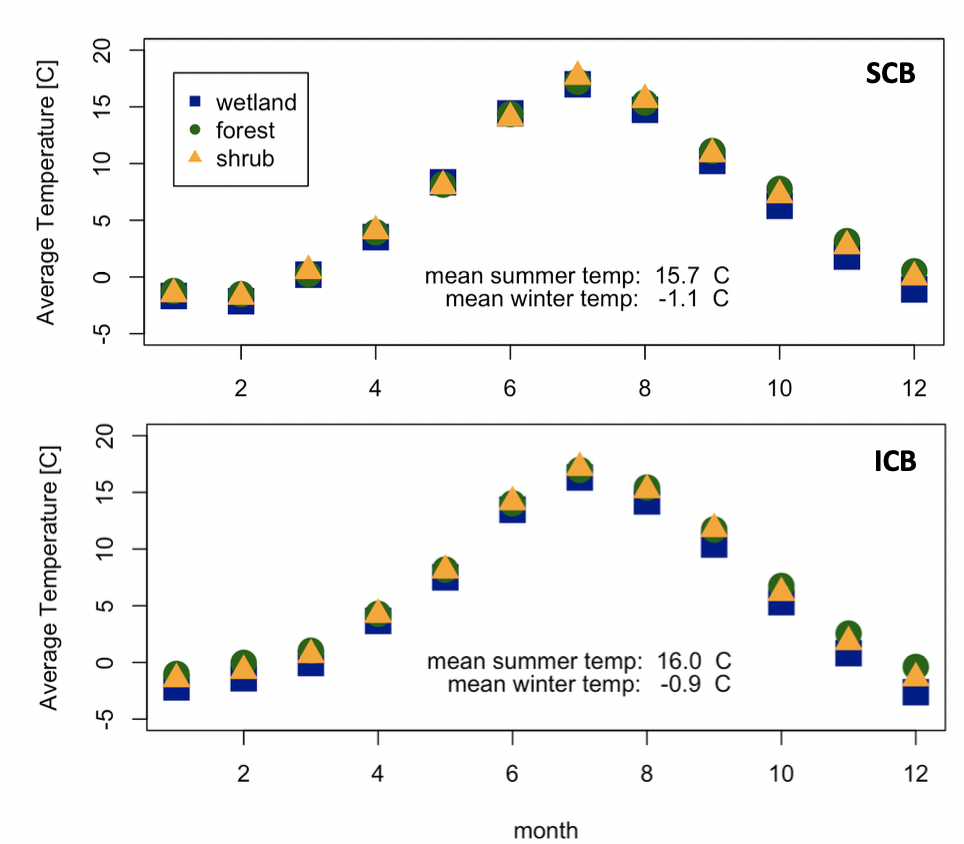 SCB
Average Temperature [C]
20
15
10
5
0
-5
wetland
forest
shrub
mean summer temp: 15.7 C
mean winter temp: -1.1 C
2 4 6 8 10 12
ICB
Average Temperature [C]
20
15
10
5
0
-5
mean summer temp: 16.0 C
mean winter temp: -0.9 C
2 4 6 8 10 12
month